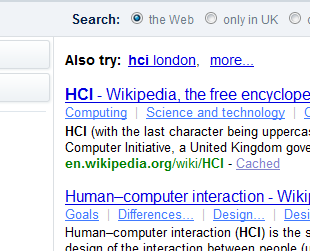 Search: the Web only in UK
Also try: hci london, more...
HCI - Wikipedia, the free encyclope
Computing | Science and technology |
HCI (with the last character being uppercas
Computer Initiative, a United Kingdom gove
en.wikipedia.org/wiki/HCI - Cached
Human–computer interaction - Wiki
Goals | Differences... | Design... | Desi
Human–computer interaction (HCI) is the s
design of the interaction between people (u